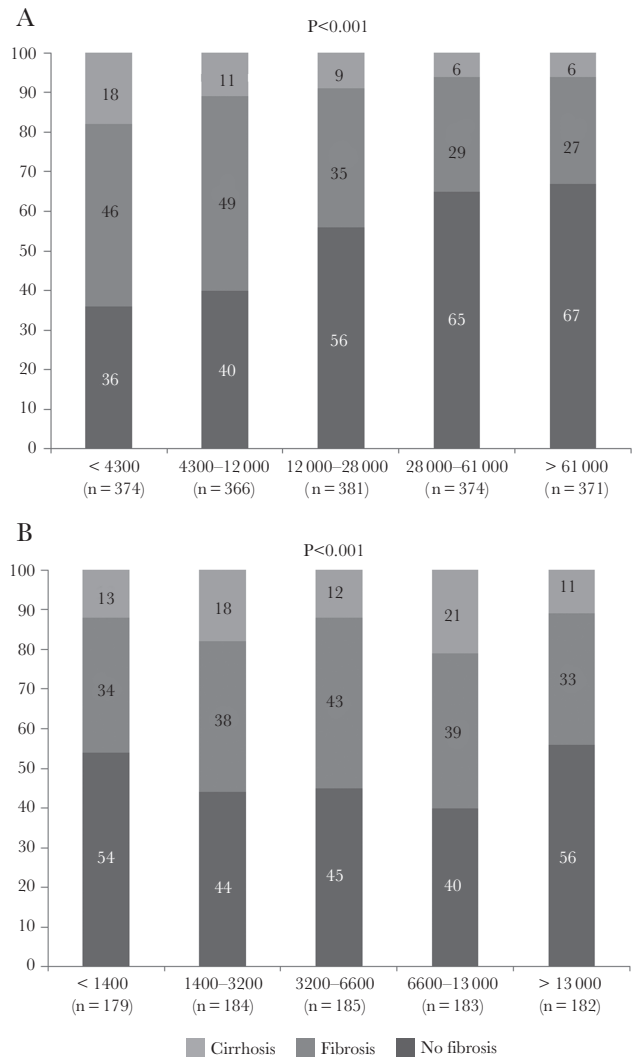 A
P<0.001
100
90
80
70
60
50
40
30
20
10
0
18 11 9 6 6
46 49 35 29 27
36 40 56 65 67
< 4300 4300–12 000 12 000–28 000 28 000–61 000 > 61 000
(n = 374) (n = 366) (n = 381) (n = 374) (n = 371)
B
P<0.001
100
90
80
70
60
50
40
30
20
10
0
13 18 12 21 11
34 38 43 39 33
54 44 45 40 56
< 1400 1400–3200 3200–6600 6600–13 000 > 13 000
(n = 179) (n = 184) (n = 185) (n = 183) (n = 182)
Cirrhosis Fibrosis No fibrosis